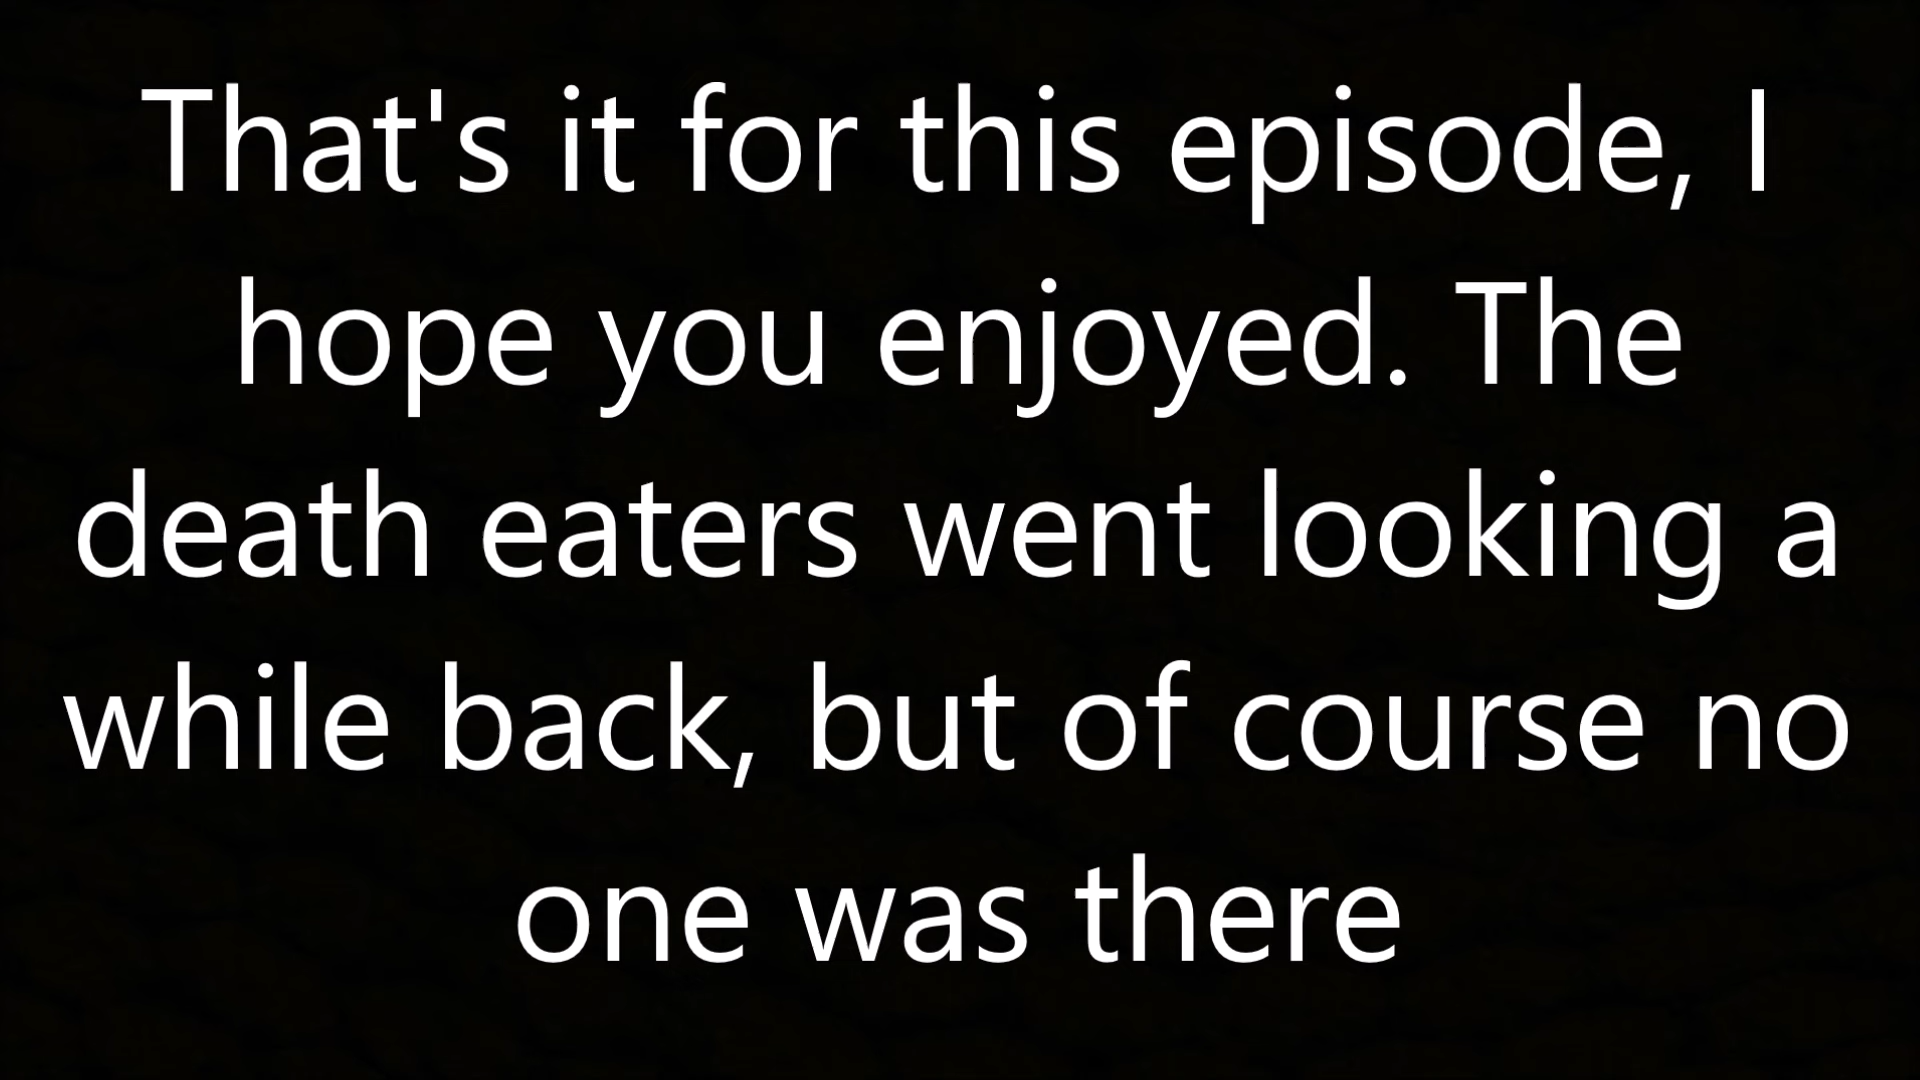 That's it for this episode, I
hope you enjoyed. The
death eaters went looking a
while back, but of course no
one was there